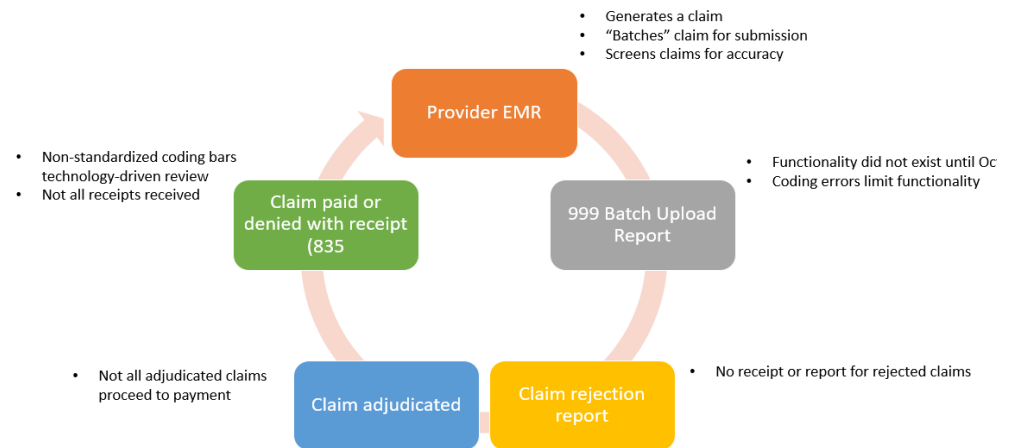 • Generates a claim
• “Batches” claim for submission
• Screens claims for accuracy
Provider EMR
• Functionality did not exist until Oc
• Coding errors limit functionality
999 Batch Upload
Report
• No receipt or report for rejected claims
Claim rejection
report
Claim adjudicated
• Not all adjudicated claims
proceed to payment
Claim paid or
denied with receipt
(835
• Non-standardized coding bars
technology-driven review
• Not all receipts received